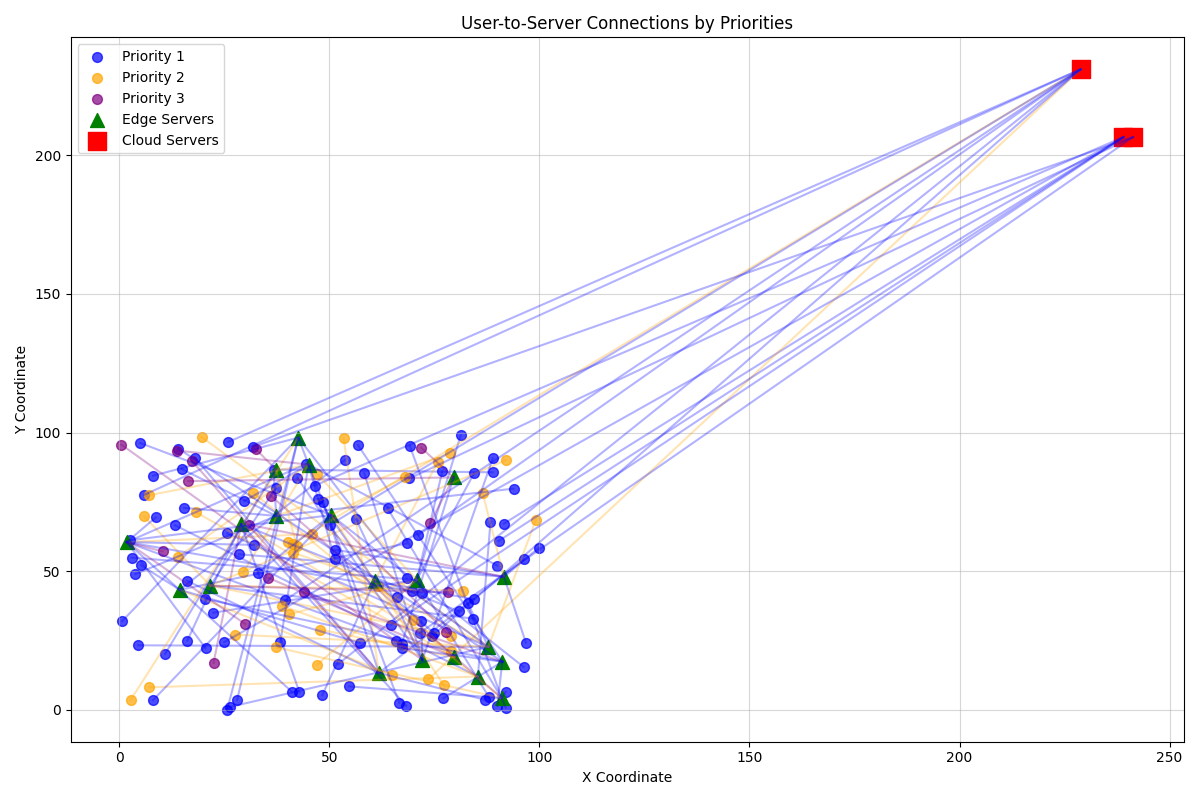 User-to-Server Connections by Priorities
Priority 1
Priority 2
Priority 3
Edge Servers
Cloud Servers
Y Coordinate
200
150
100
50
0
0 50 100 150 200 250
X Coordinate